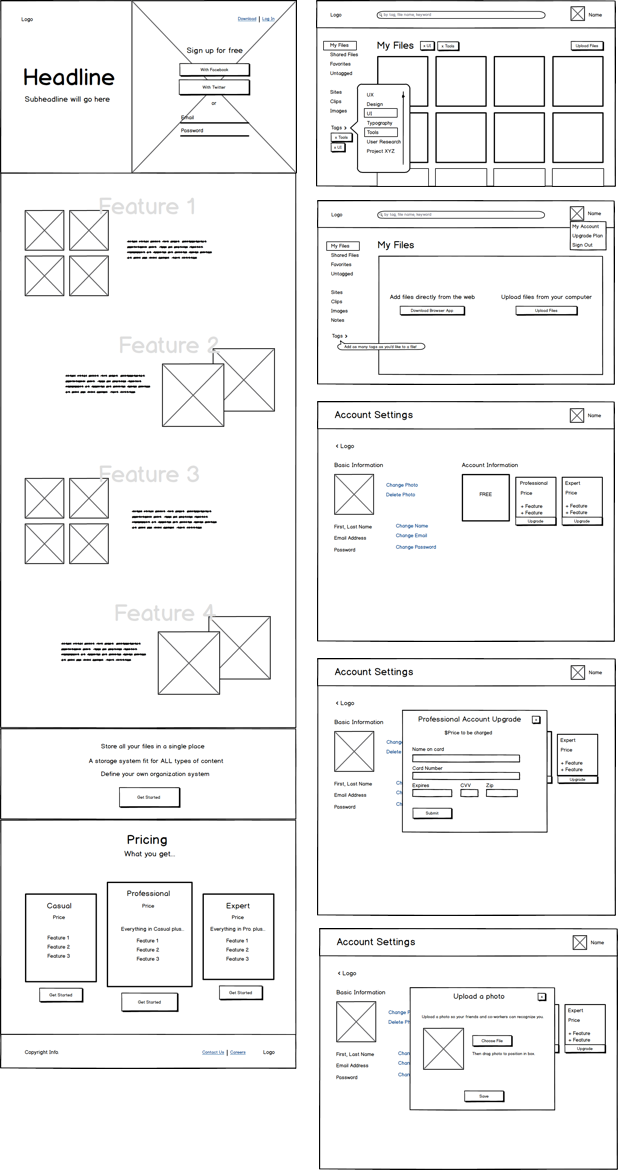 Logo
Download | Log In
Sign up for free
With Facebook
With Twitter
or
Email
Password
Headline
Subheadline will go here
Feature 1
Feature 2
Feature 3
Feature 4
Store all your files in a single place
A storage system fit for ALL types of content
Define your own organization system
Get Started
Pricing
What you get...
Casual
Price
Feature 1
Feature 2
Feature 3
Get Started
Professional
Price
Everything in Casual plus..
Feature 1
Feature 2
Feature 3
Get Started
Expert
Price
Everything in Pro plus..
Feature 1
Feature 2
Feature 3
Get Started
Copyright Info
Contact Us | Careers
Logo
Logo
by tag, file name, keyword
Name
My Files
Shared Files
Favorites
Untagged
Sites
Clips
Images
Tags >
x Tools
x UI
My Files
x UI
x Tools
Upload Files
UX
Design
UI
Typography
Tools
User Research
Project XYZ
Logo
by tag, file name, keyword
Name
My Account
Upgrade Plan
Sign Out
My Files
Shared Files
Favorites
Untagged
Sites
Clips
Images
Notes
Tags >
Add as many tags as you'd like to a file!
My Files
Add files directly from the web
Download Browser App
Upload files from your computer
Upload Files
Account Settings
Name
< Logo
Basic Information
Change Photo
Delete Photo
First, Last Name
Change Name
Email Address
Change Email
Password
Change Password
Account Information
FREE
Professional
Price
+ Feature
+ Feature
Upgrade
Expert
Price
+ Feature
+ Feature
Upgrade
Account Settings
Name
< Logo
Basic Information
Chang
Delete
First, Last Name
Ch
Email Address
Ch
Password
Ch
Professional Account Upgrade
x
$Price to be charged
Name on card
Card Number
Expires
CVV
Zip
Submit
Expert
Price
+ Feature
+ Feature
Upgrade
Account Settings
Name
< Logo
Basic Information
Change P
Delete Ph
First, Last Name
Chan
Email Address
Chan
Password
Chan
Upload a photo
x
Upload a photo so your friends and co-workers can recognize you
Choose File
Then drag photo to position in box.
Save
Expert
Price
+ Feature
+ Feature
Upgrade